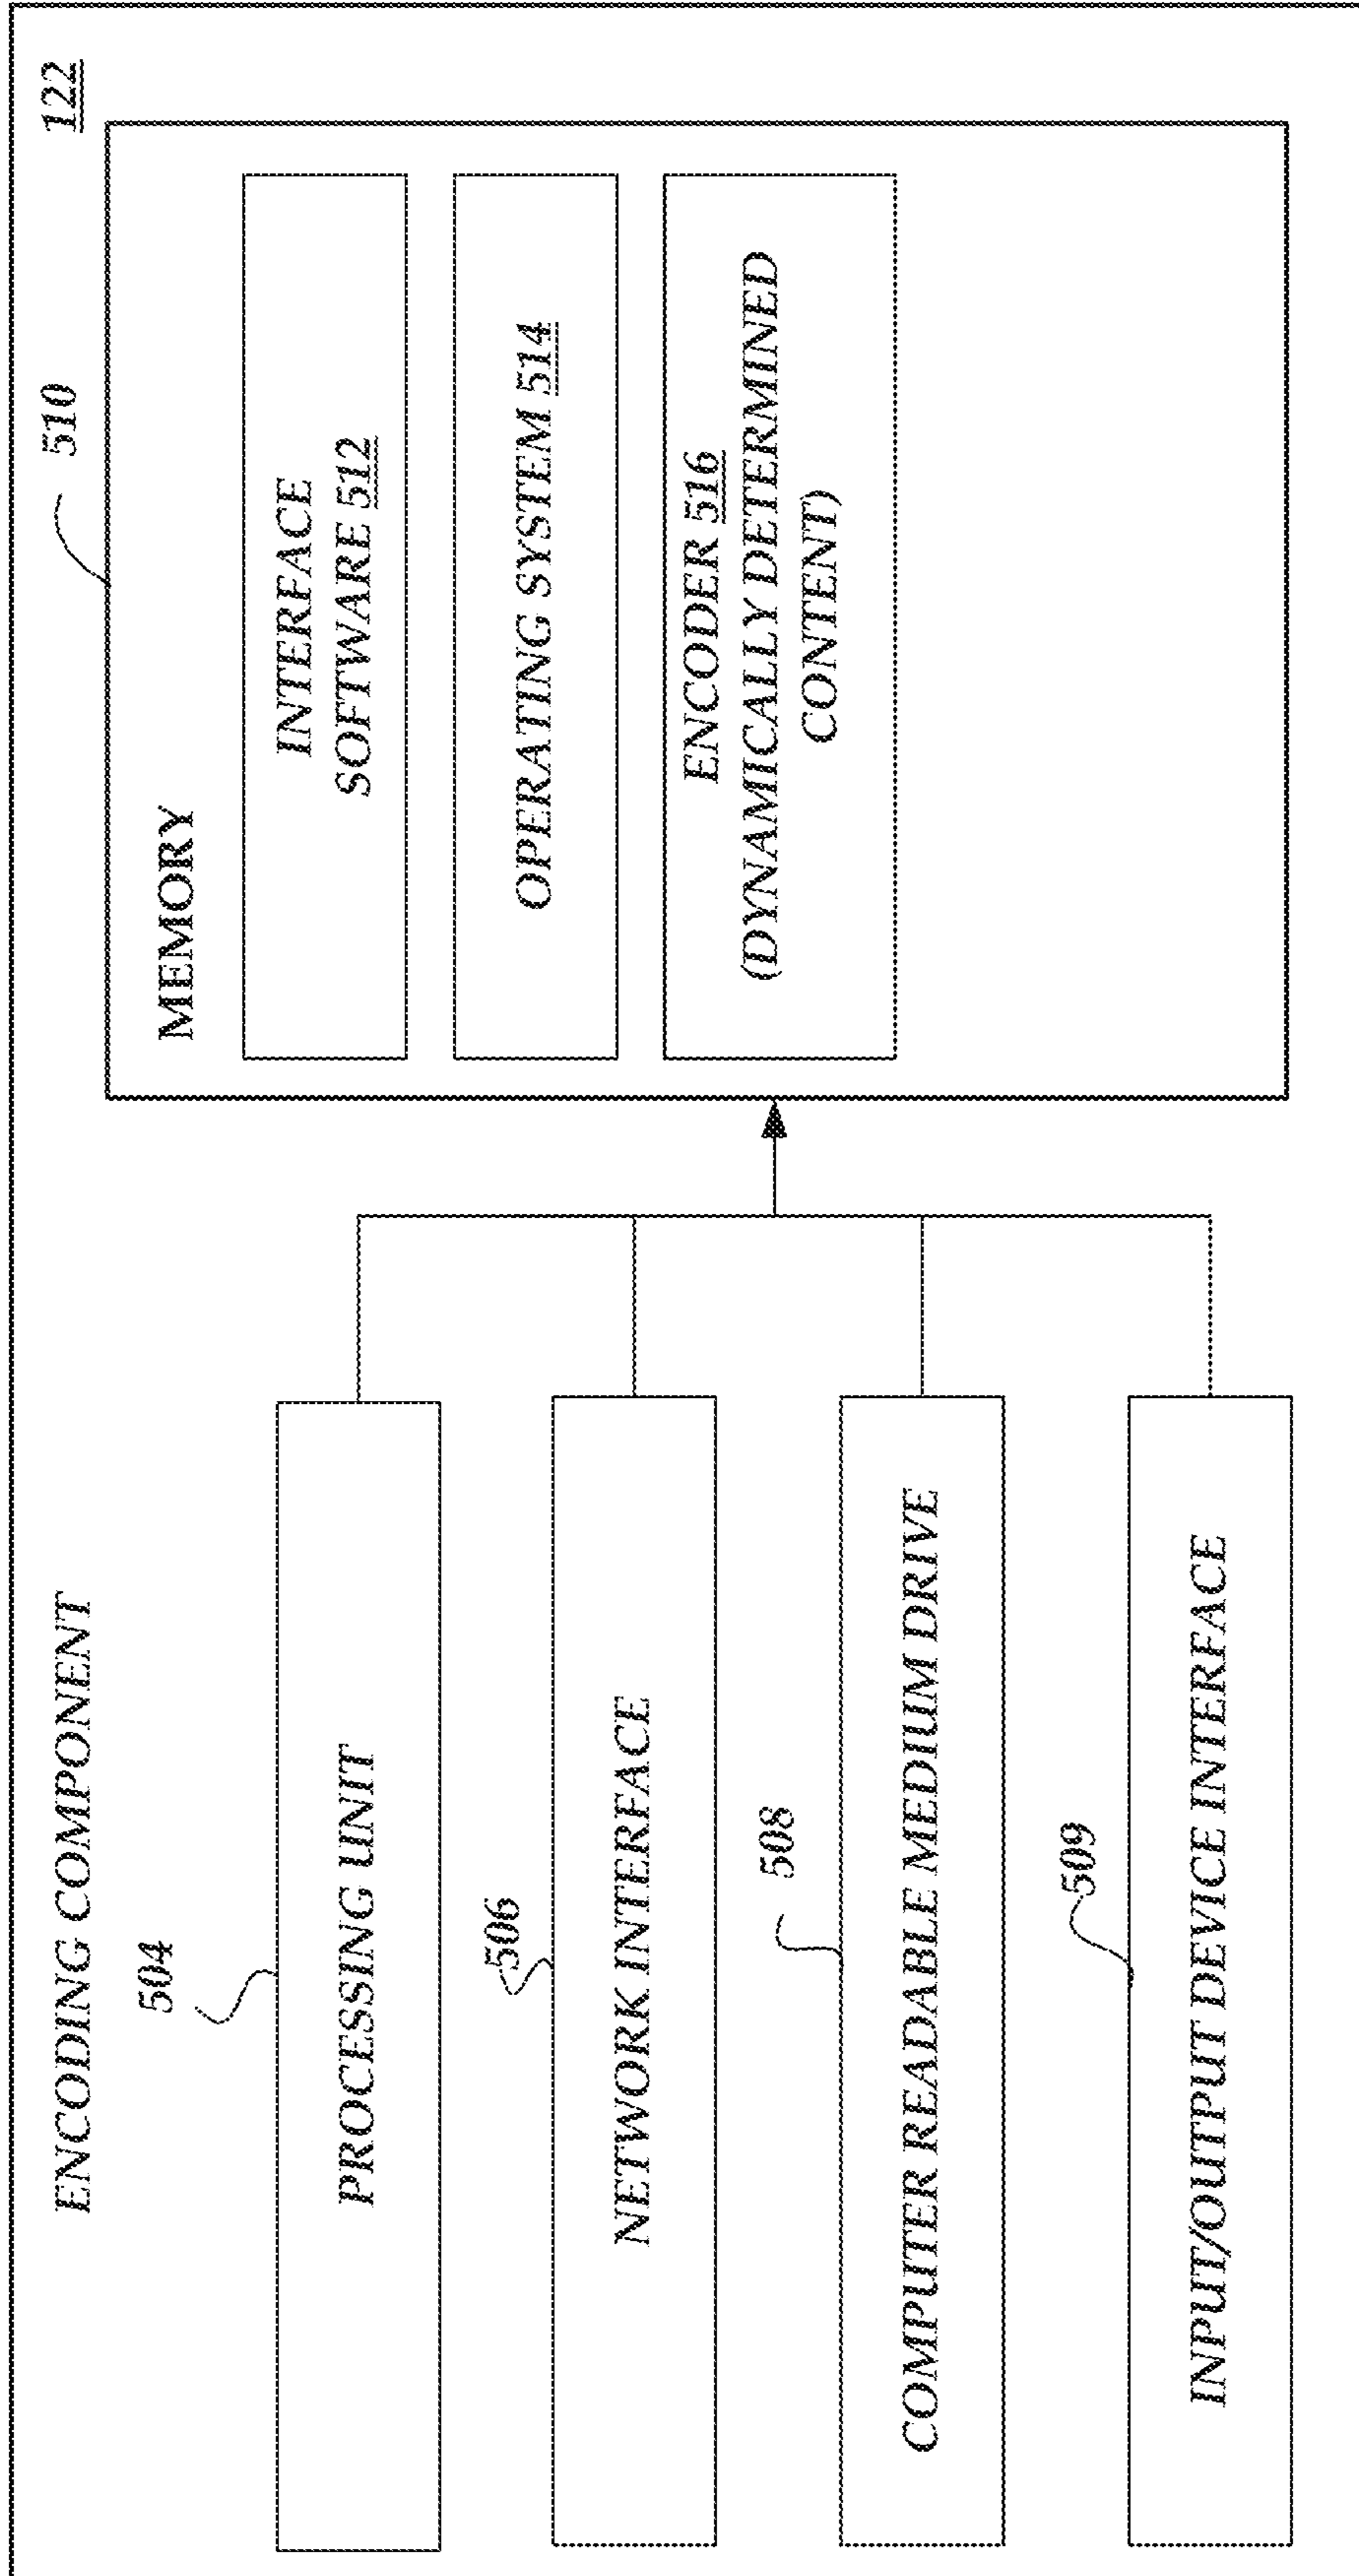 ENCODING COMPONENT
122
504
PROCESSING UNIT
506
NETWORK INTERFACE
508
COMPUTER READABLE MEDIUM DRIVE
509
INPUT/OUTPUT DEVICE INTERFACE
510
MEMORY
INTERFACE
SOFTWARE 512
OPERATING SYSTEM 514
ENCODER 516
(DYNAMICALLY DETERMINED
CONTENT)